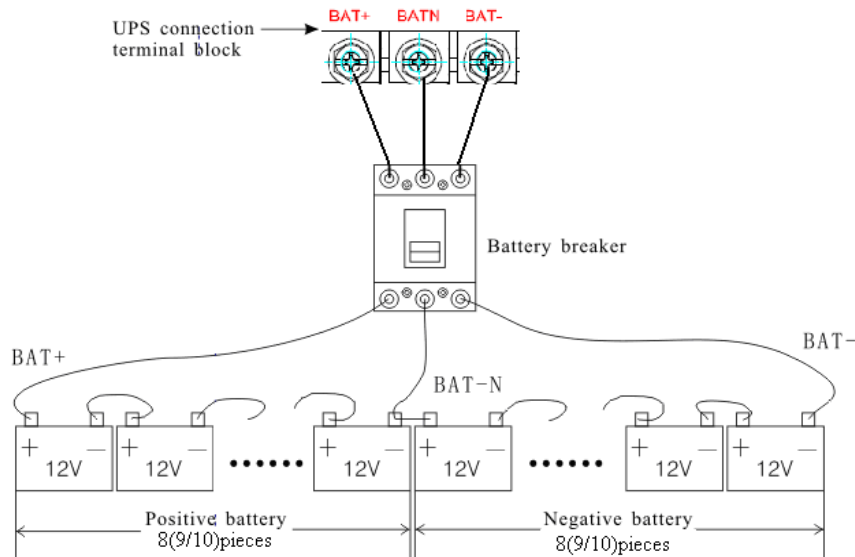 BAT+ BATN BAT-
UPS connection
terminal block
Battery breaker
BAT+
BAT-
BAT-N
+ − + − + − + − + − + −
12V 12V 12V 12V 12V 12V
Positive battery
8(9/10)pieces
Negative battery
8(9/10)pieces